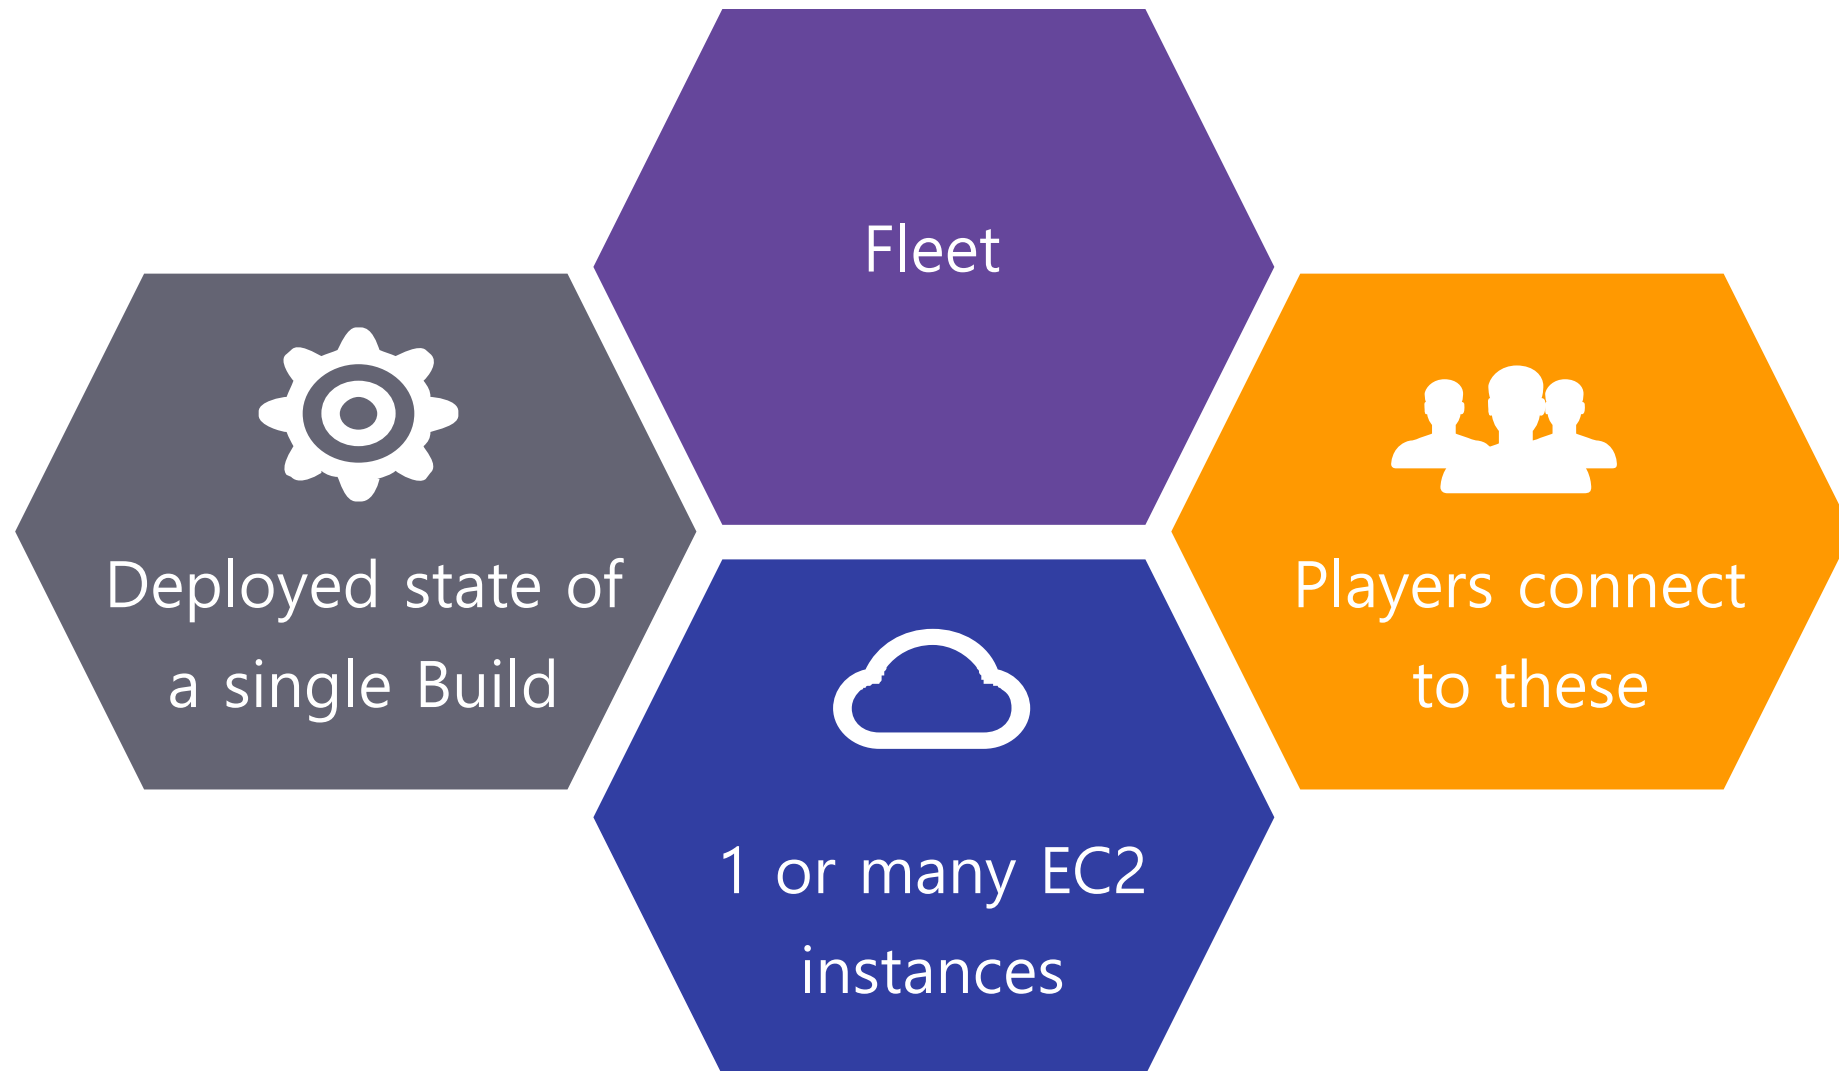 Fleet
Deployed state of
a single Build
1 or many EC2
instances
Players connect
to these